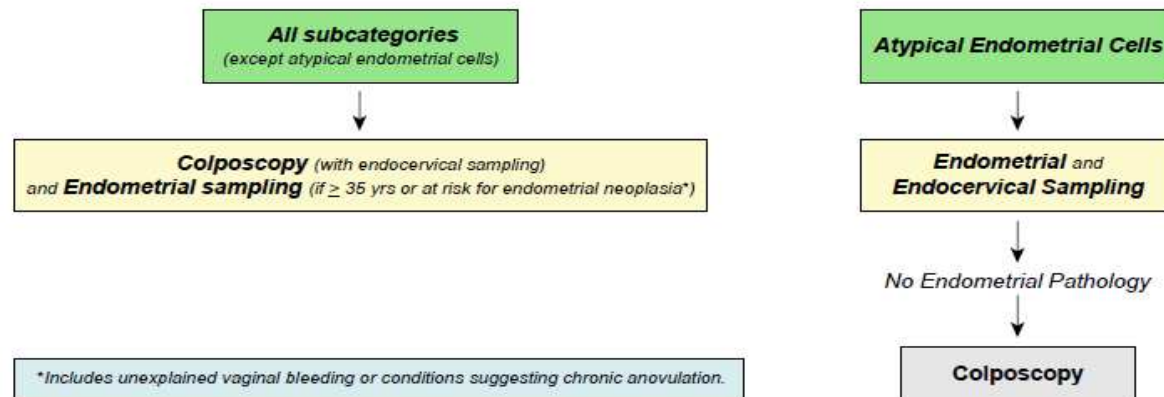 All subcategories
(except atypical endometrial cells)
Colposcopy (with endocervical sampling)
and Endometrial sampling (if ≥ 35 yrs or at risk for endometrial neoplasia*)
*Includes unexplained vaginal bleeding or conditions suggesting chronic anovulation.
Atypical Endometrial Cells
Endometrial and
Endocervical Sampling
No Endometrial Pathology
Colposcopy